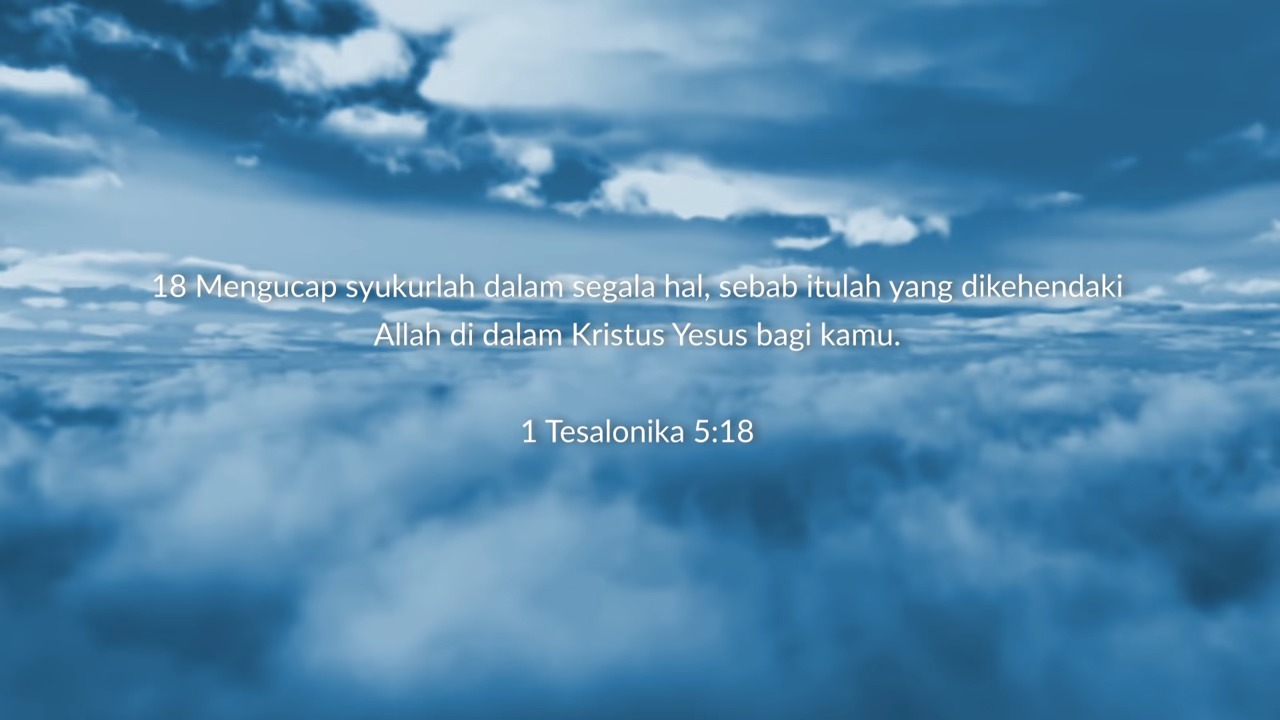 18 Mengucap syukurlah dalam segala hal, sebab itulah yang dikehendaki
Allah di dalam Kristus Yesus bagi kamu.
1 Tesalonika 5:18